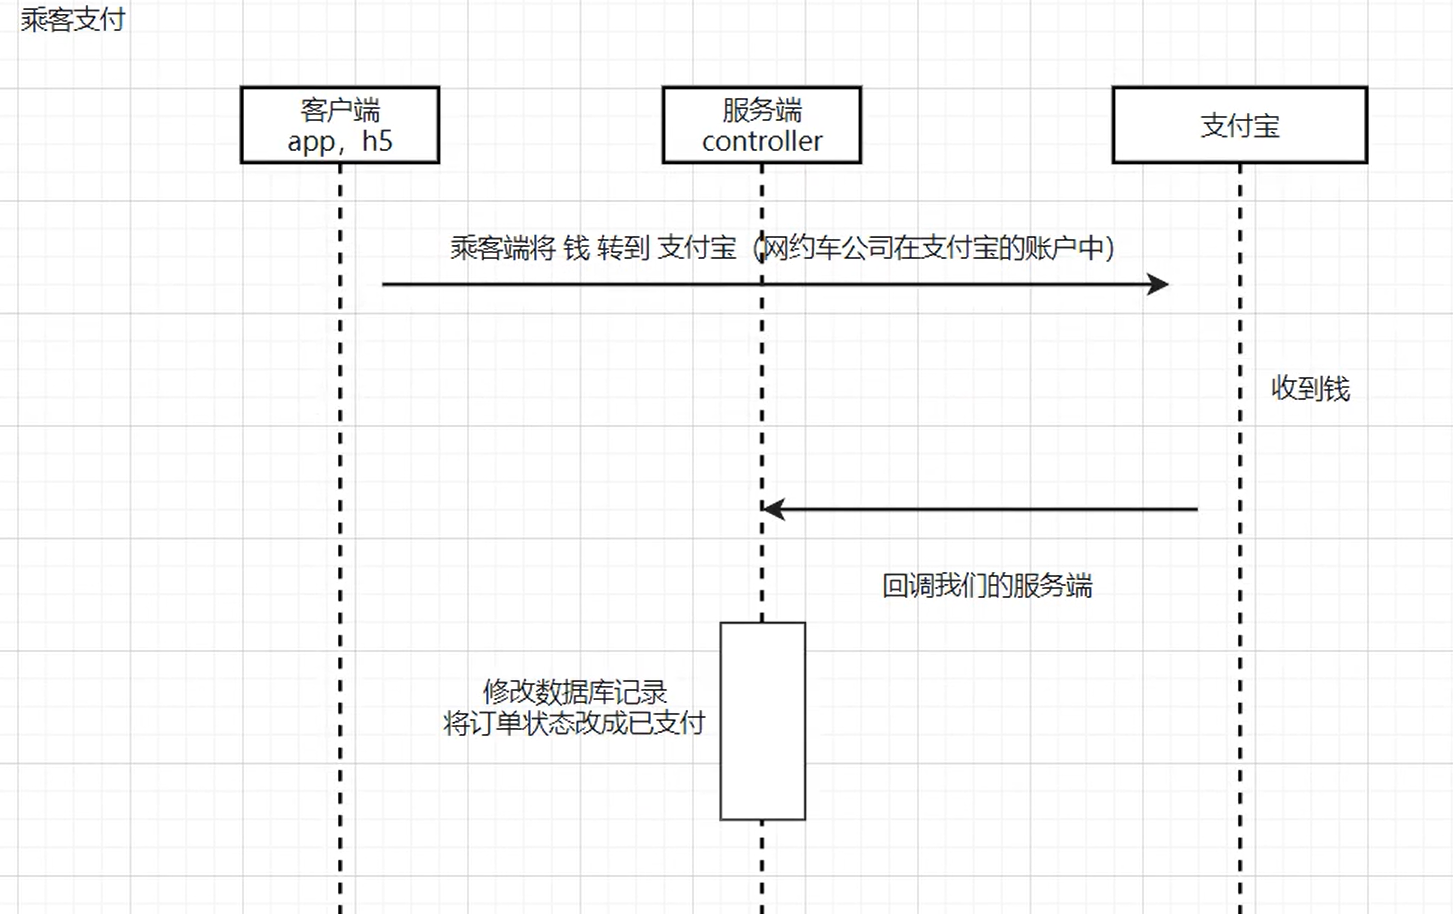 乘客支付
客户端
app，h5
服务端
controller
支付宝
乘客端将 钱 转到 支付宝（网约车公司在支付宝的账户中）
收到钱
回调我们的服务端
修改数据库记录
将订单状态改成已支付